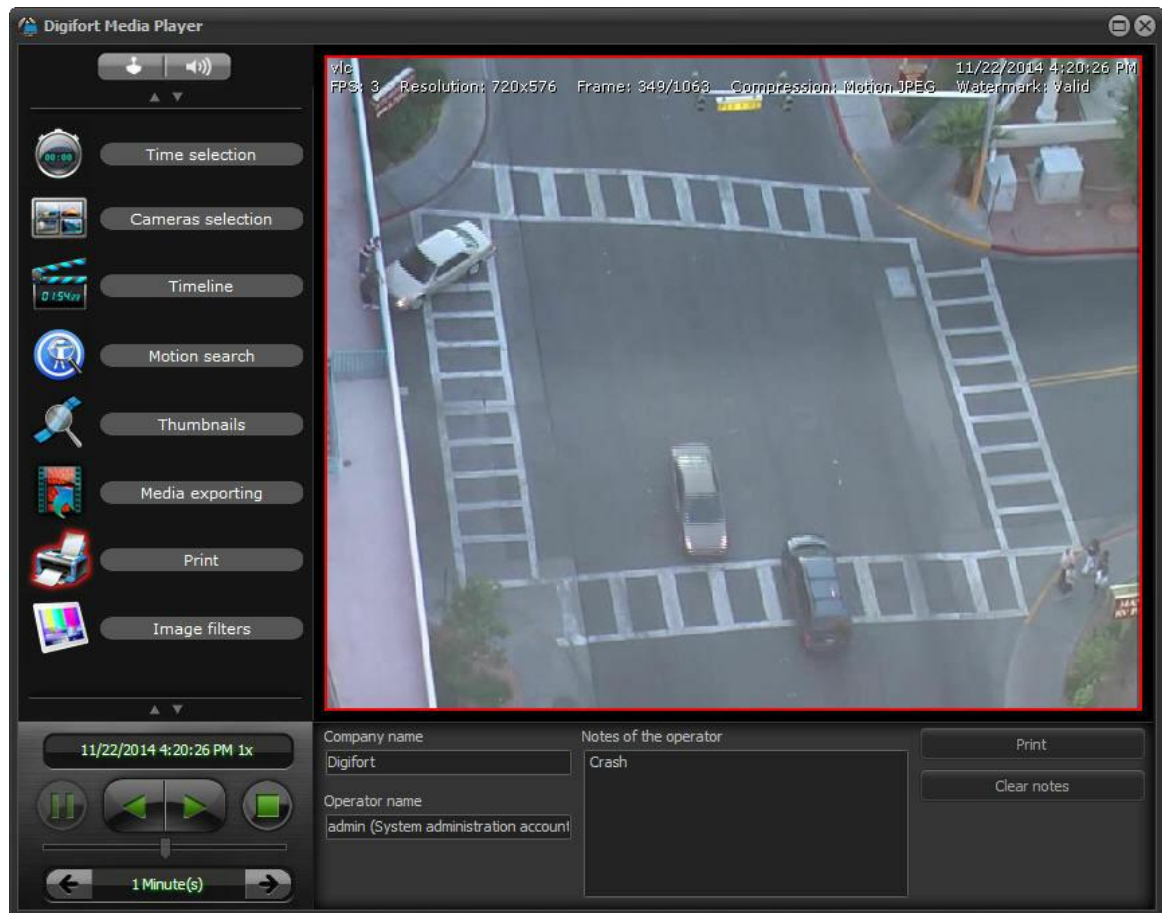 Digifort Media Player
vlc
11/22/2014 4:20:26 PM
FPS: 3 Resolution: 720x576 Frame: 349/1063 Compression: Motion JPEG Watermark: Valid
Time selection
00:00
Cameras selection
Timeline
Motion search
Thumbnails
Media exporting
Print
Image filters
11/22/2014 4:20:26 PM 1x
1 Minute(s)
Company name
Digifort
Operator name
admin (System administration account
Notes of the operator
Crash
Print
Clear notes